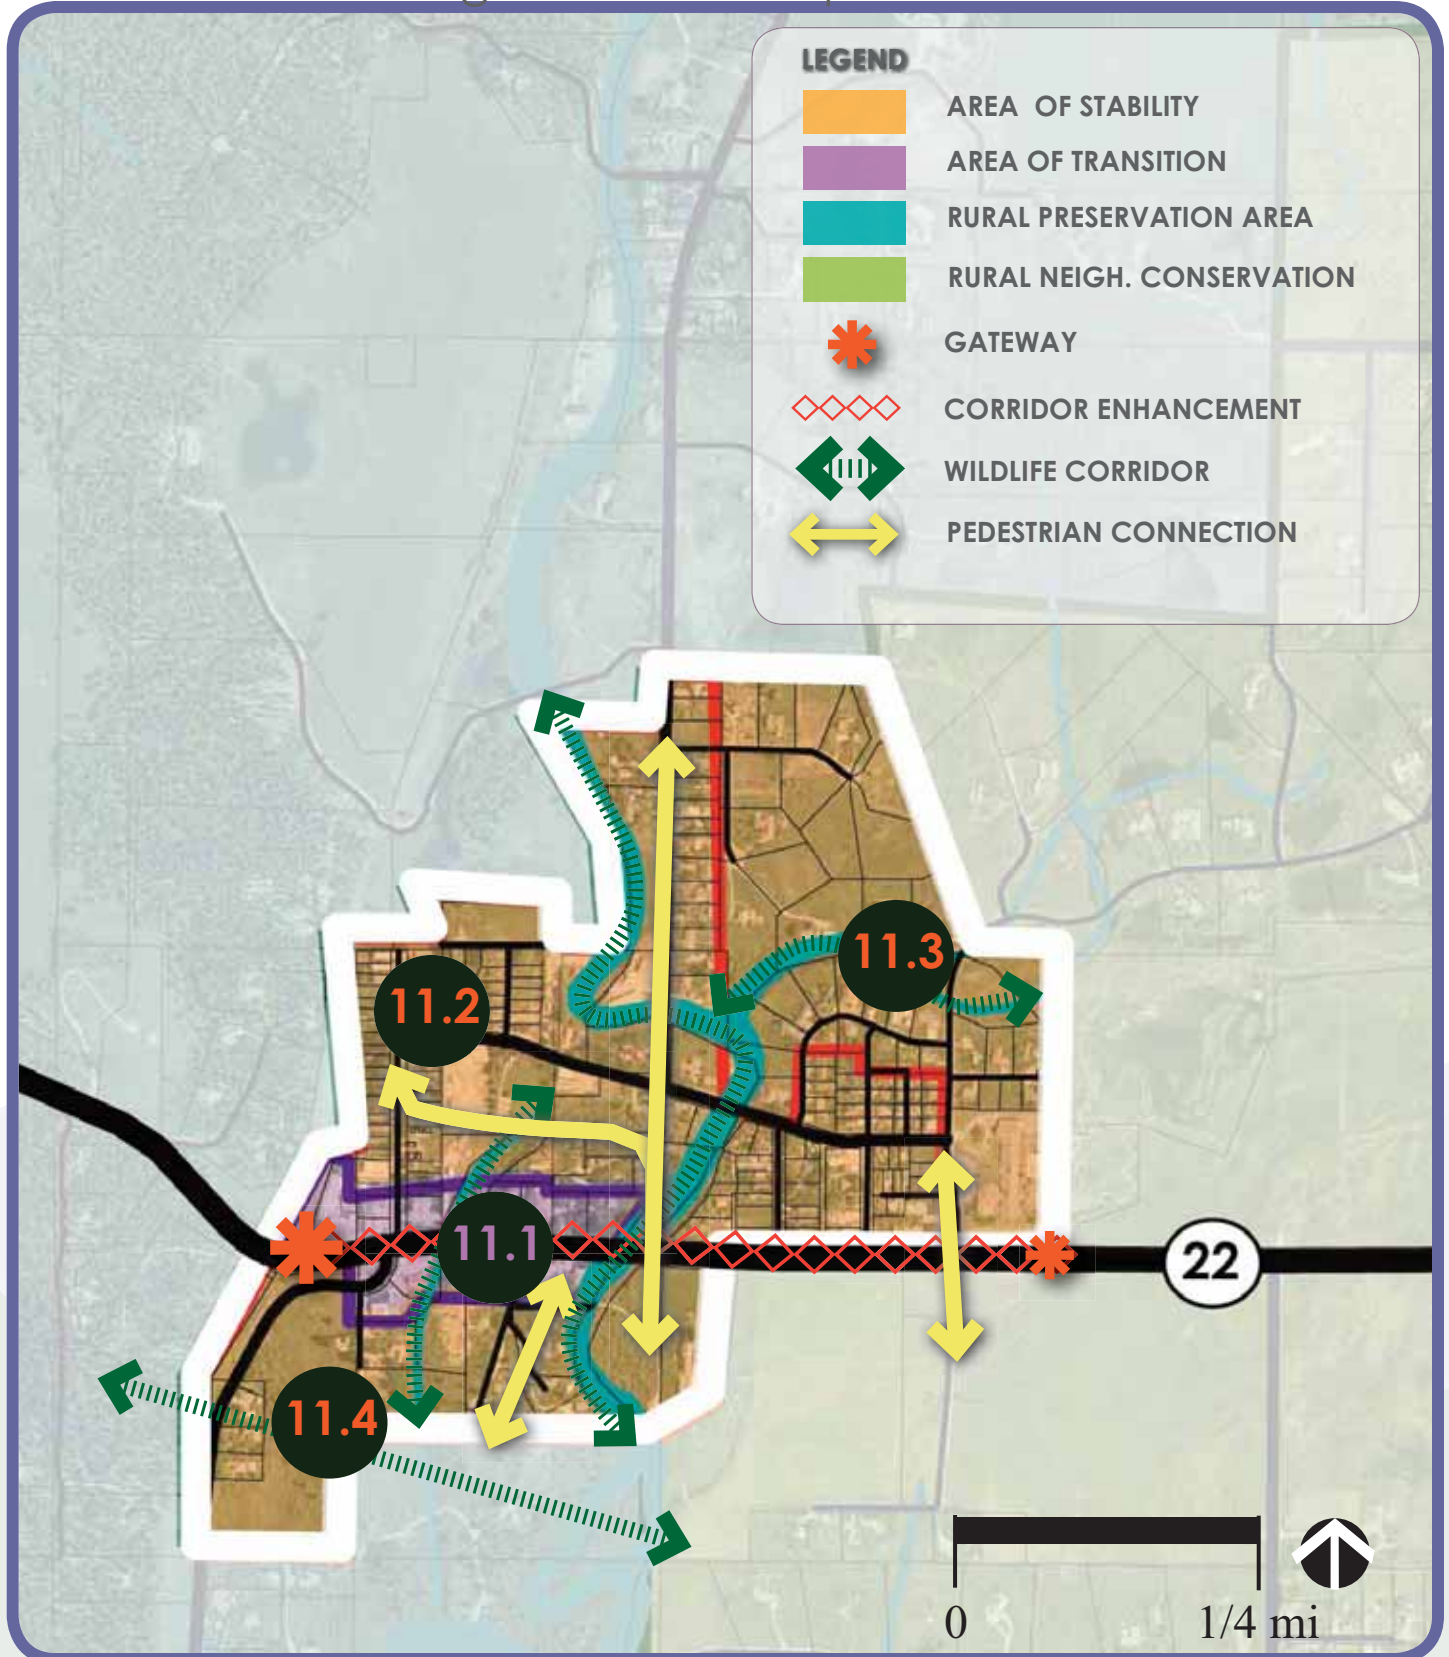 LEGEND
AREA OF STABILITY
AREA OF TRANSITION
RURAL PRESERVATION AREA
RURAL NEIGH. CONSERVATION
GATEWAY
CORRIDOR ENHANCEMENT
WILDLIFE CORRIDOR
PEDESTRIAN CONNECTION
11.3
11.2
11.1
22
11.4
0
1/4 mi